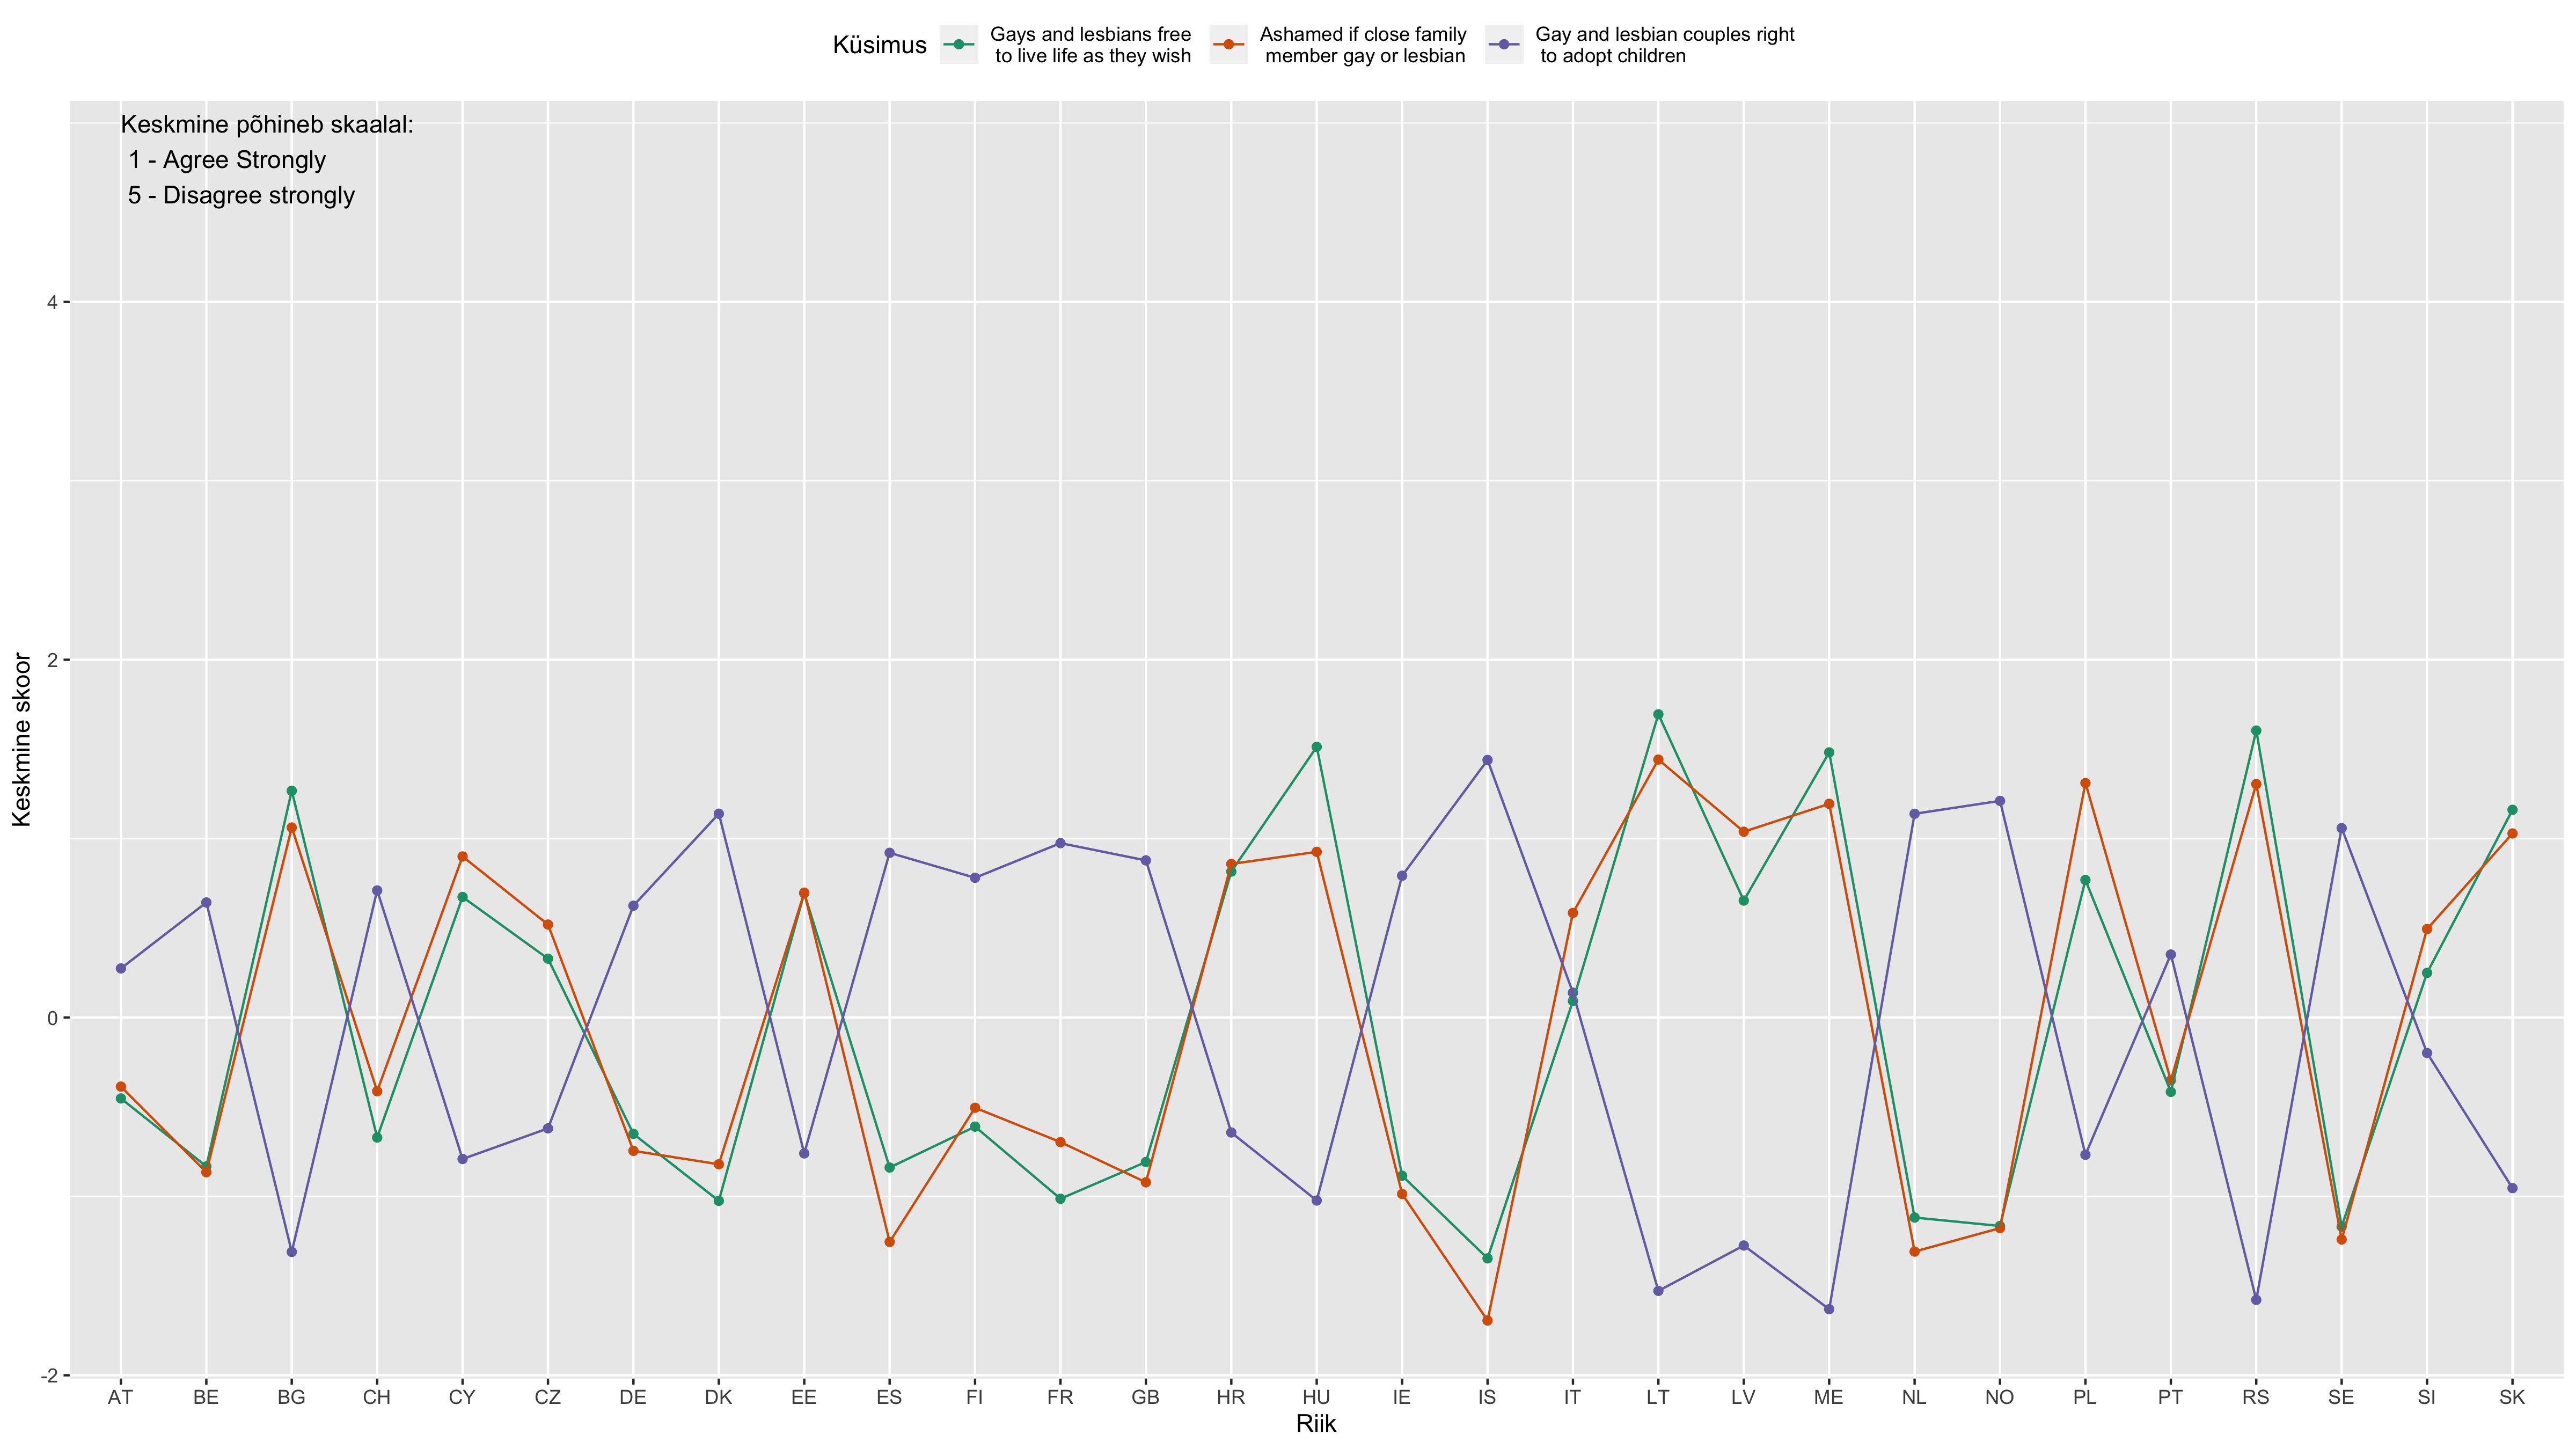 Küsimus
Gays and lesbians free
to live life as they wish
Ashamed if close family
member gay or lesbian
Gay and lesbian couples right
to adopt children
Keskmine põhineb skaalal:
1 - Agree Strongly
5 - Disagree strongly
Keskmine skoor
4
2
0
-2
AT BE BG CH CY CZ DE DK EE ES FI FR GB HR HU IE IS IT LT LV ME NL NO PL PT RS SE SI SK
Riik